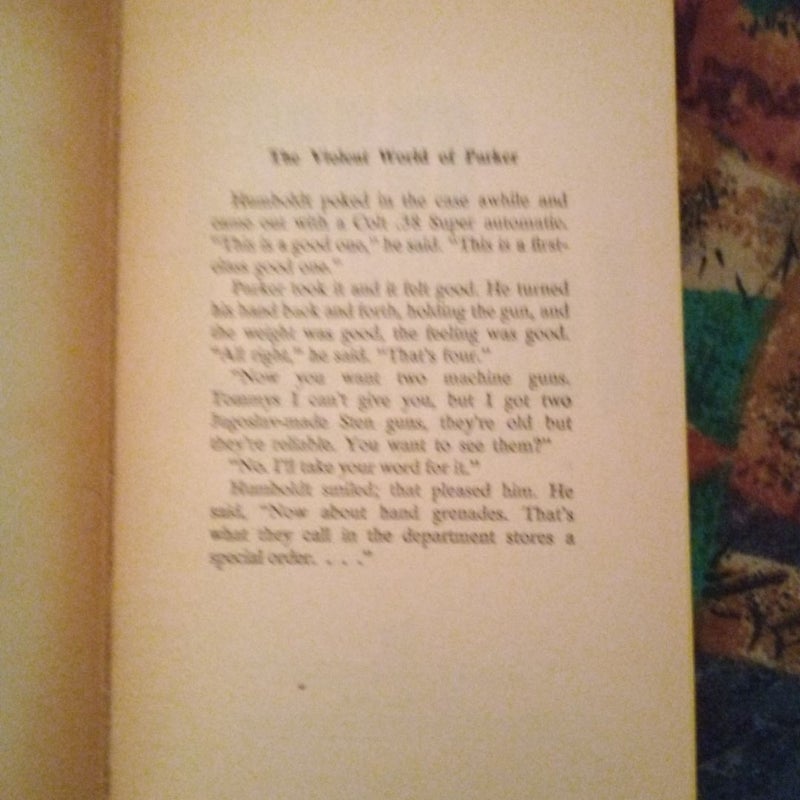 The Violent World of Parker
Humboldt poked in the case awhile and
came out with a Colt .38 Super automatic.
"This is a good one," he said. "This is a first-
class good one."
Parker took it and it felt good. He turned
his hand back and forth, holding the gun, and
the weight was good, the feeling was good.
"All right," he said. "That's four."
"Now you want two machine guns.
Tommys I can't give you, but I got two
Jugoslav-made Sten guns, they're old but
they're reliable. You want to see them?"
"No. I'll take your word for it."
Humboldt smiled; that pleased him. He
said, "Now about hand grenades. That's
what they call in the department stores a
special order. . . ."